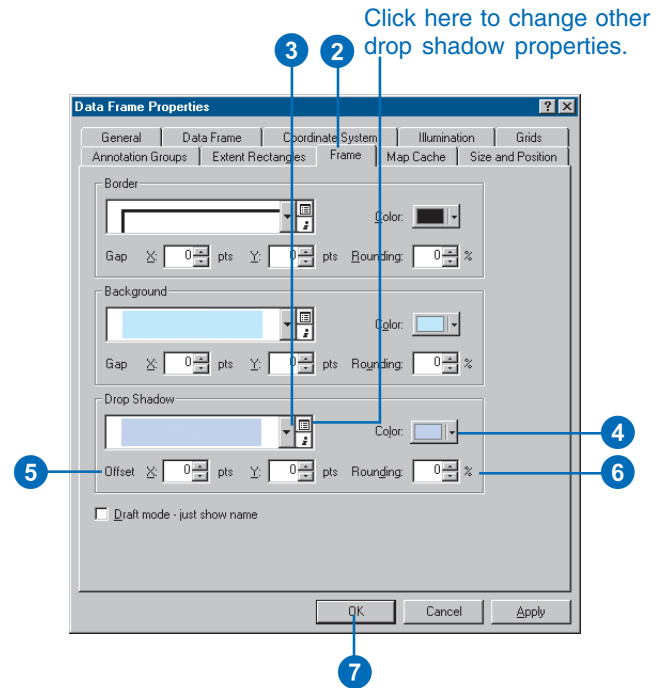 Click here to change other
drop shadow properties.
3 2
Data Frame Properties
General Data Frame Coordinate System Illumination Grids
Annotation Groups Extent Rectangles Frame Map Cache Size and Position
Border
Color:
Gap X: 0 pts Y: 0 pts Rounding: 0 %
Background
Color:
Gap X: 0 pts Y: 0 pts Rounding: 0 %
Drop Shadow
Color: 4
5 Offset X: 0 pts Y: 0 pts Rounding: 0 % 6
Draft mode - just show name
OK Cancel Apply
7